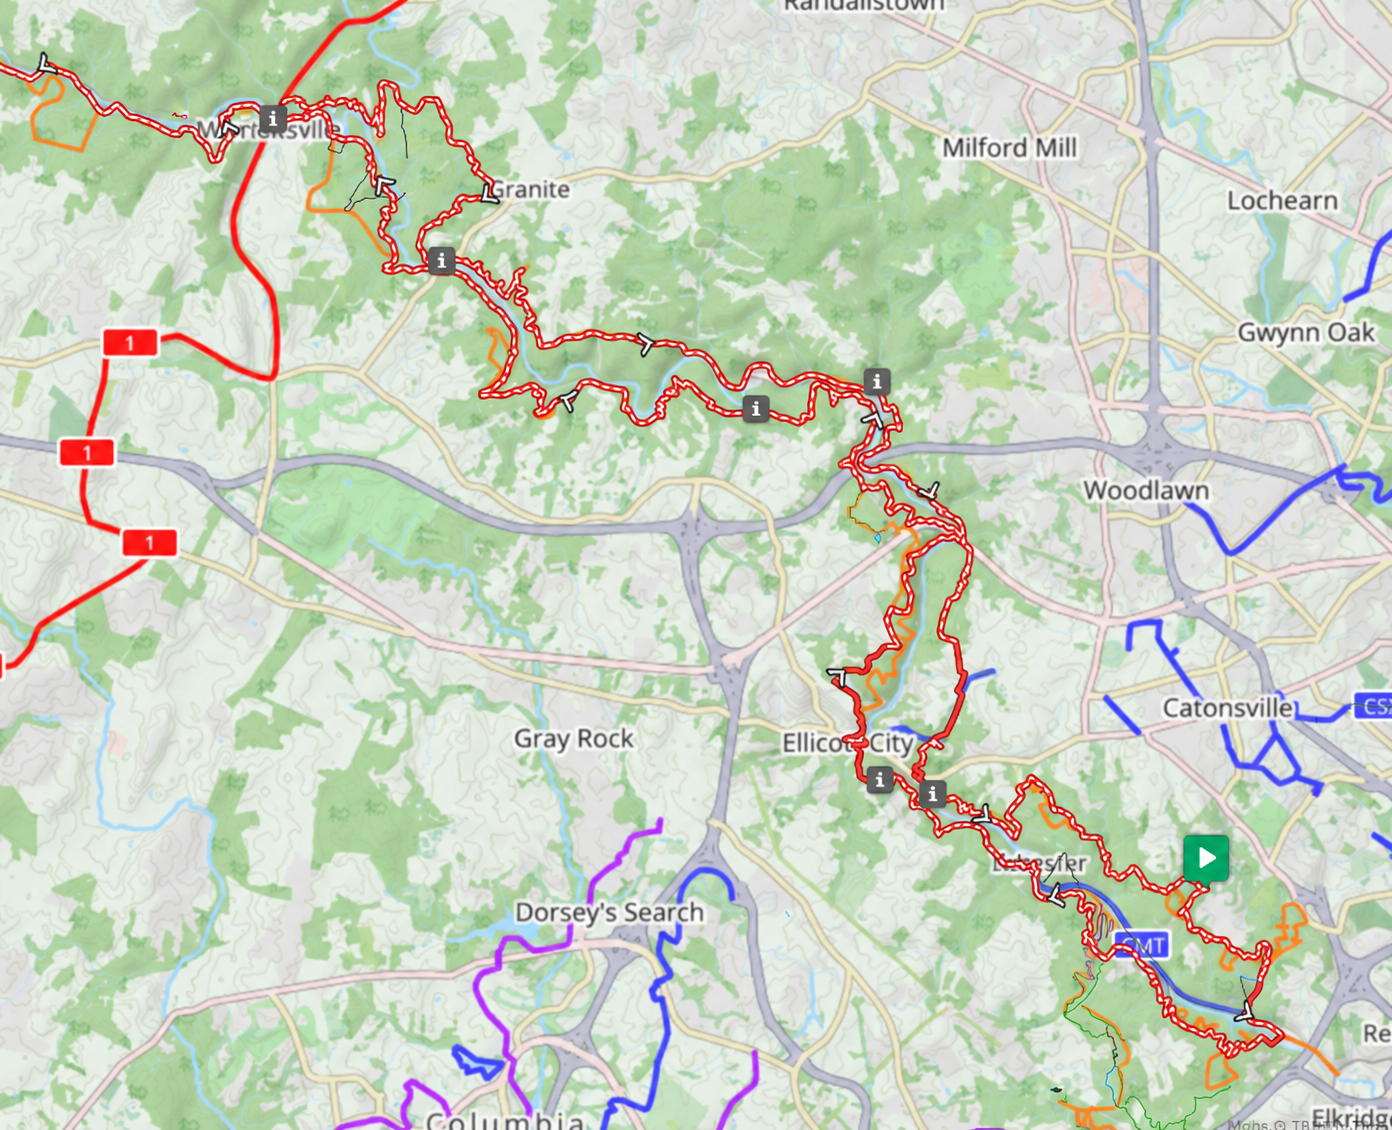 Randallstown
Milford Mill
Granite
Lochearn
Gwynn Oak
1
1
Woodlawn
1
Catonsville
Gray Rock
Ellicott City
Ilchester
Dorsey's Search
CMT
Columbia
Elkridge